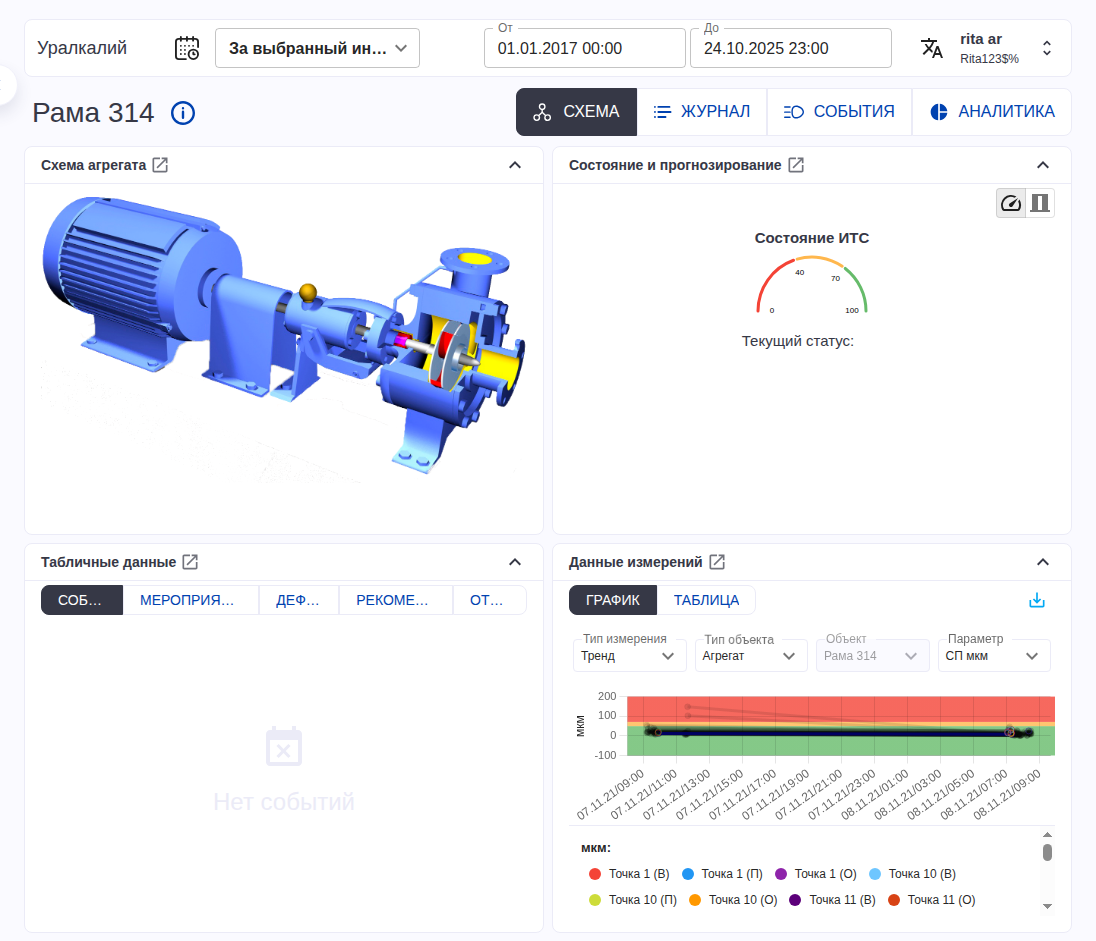 Уралкалий
За выбранный ин...
От
01.01.2017 00:00
До
24.10.2025 23:00
rita ar
Rita123$%
Рама 314
СХЕМА
ЖУРНАЛ
СОБЫТИЯ
АНАЛИТИКА
Схема агрегата
Состояние и прогнозирование
Состояние ИТС
40
70
0
100
Текущий статус:
Табличные данные
СОБ...
МЕРОПРИЯ...
ДЕФ...
РЕКОМЕ...
ОТ...
Нет событий
Данные измерений
ГРАФИК
ТАБЛИЦА
Тип измерения
Тренд
Тип объекта
Агрегат
Объект
Рама 314
Параметр
СП мкм
мкм
200
100
0
-100
07.11.21/09:00
07.11.21/11:00
07.11.21/13:00
07.11.21/15:00
07.11.21/17:00
07.11.21/19:00
07.11.21/21:00
07.11.21/23:00
08.11.21/01:00
08.11.21/03:00
08.11.21/05:00
08.11.21/07:00
08.11.21/09:00
мкм:
Точка 1 (В) Точка 1 (П) Точка 1 (О) Точка 10 (В)
Точка 10 (П) Точка 10 (О) Точка 11 (В) Точка 11 (О)